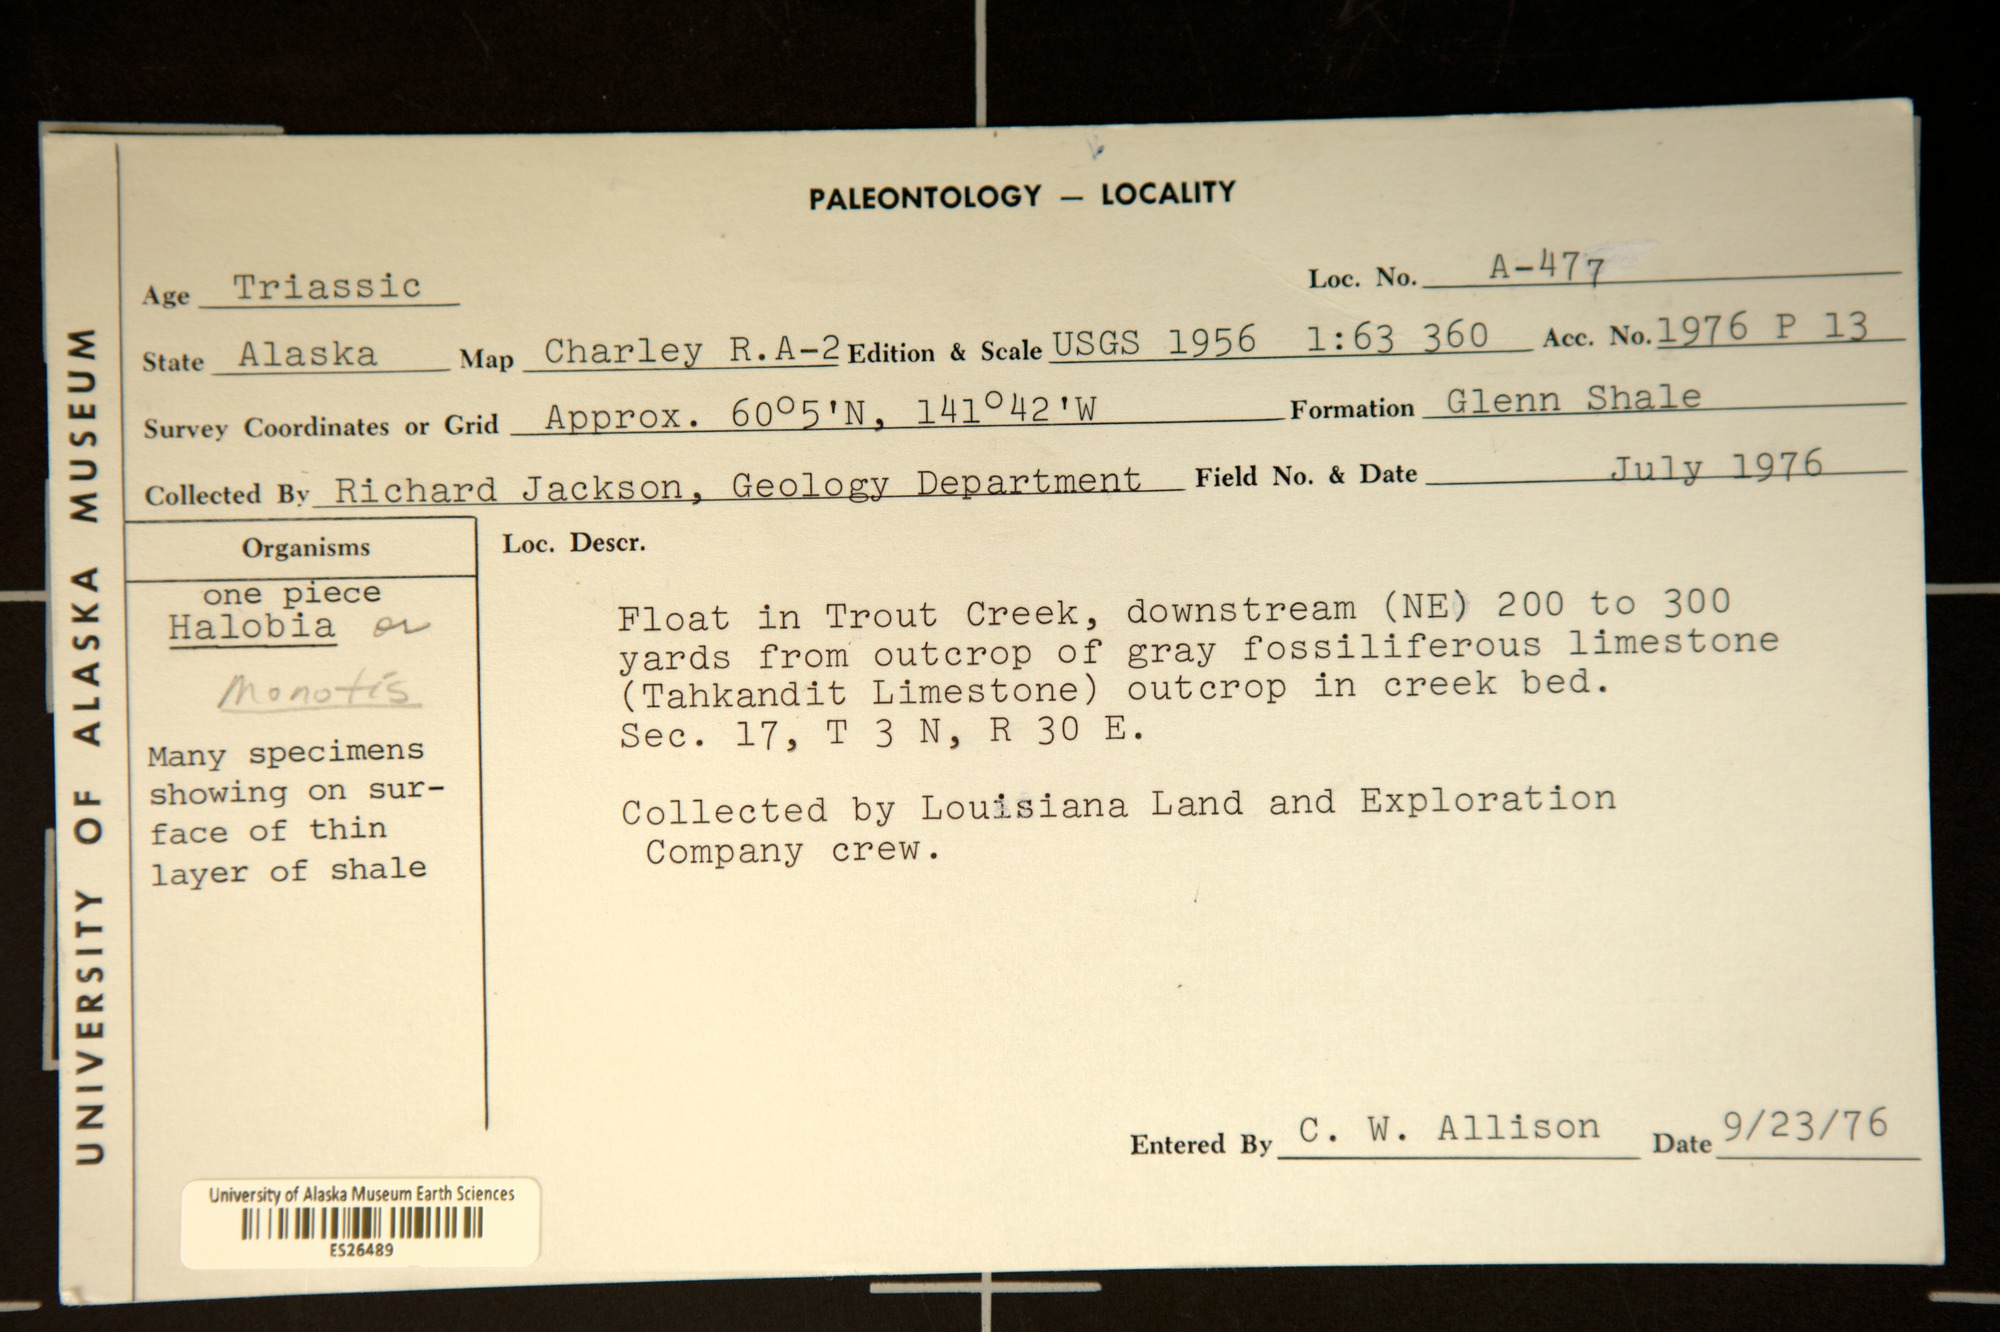 UNIVERSITY OF ALASKA MUSEUM
PALEONTOLOGY — LOCALITY
Age Triassic Loc. No. A-477
State Alaska Map Charley R.A-2 Edition & Scale USGS 1956 1:63 360 Acc. No. 1976 P 13
Survey Coordinates or Grid Approx. 60°5'N, 141°42'W Formation Glenn Shale
Collected By Richard Jackson, Geology Department Field No. & Date July 1976
Organisms
one piece
Halobia or
Monotis
Many specimens
showing on sur-
face of thin
layer of shale
Loc. Descr.
Float in Trout Creek, downstream (NE) 200 to 300
yards from outcrop of gray fossiliferous limestone
(Tahkandit Limestone) outcrop in creek bed.
Sec. 17, T 3 N, R 30 E.
Collected by Louisiana Land and Exploration
Company crew.
Entered By C. W. Allison Date 9/23/76
University of Alaska Museum Earth Sciences
ES26489